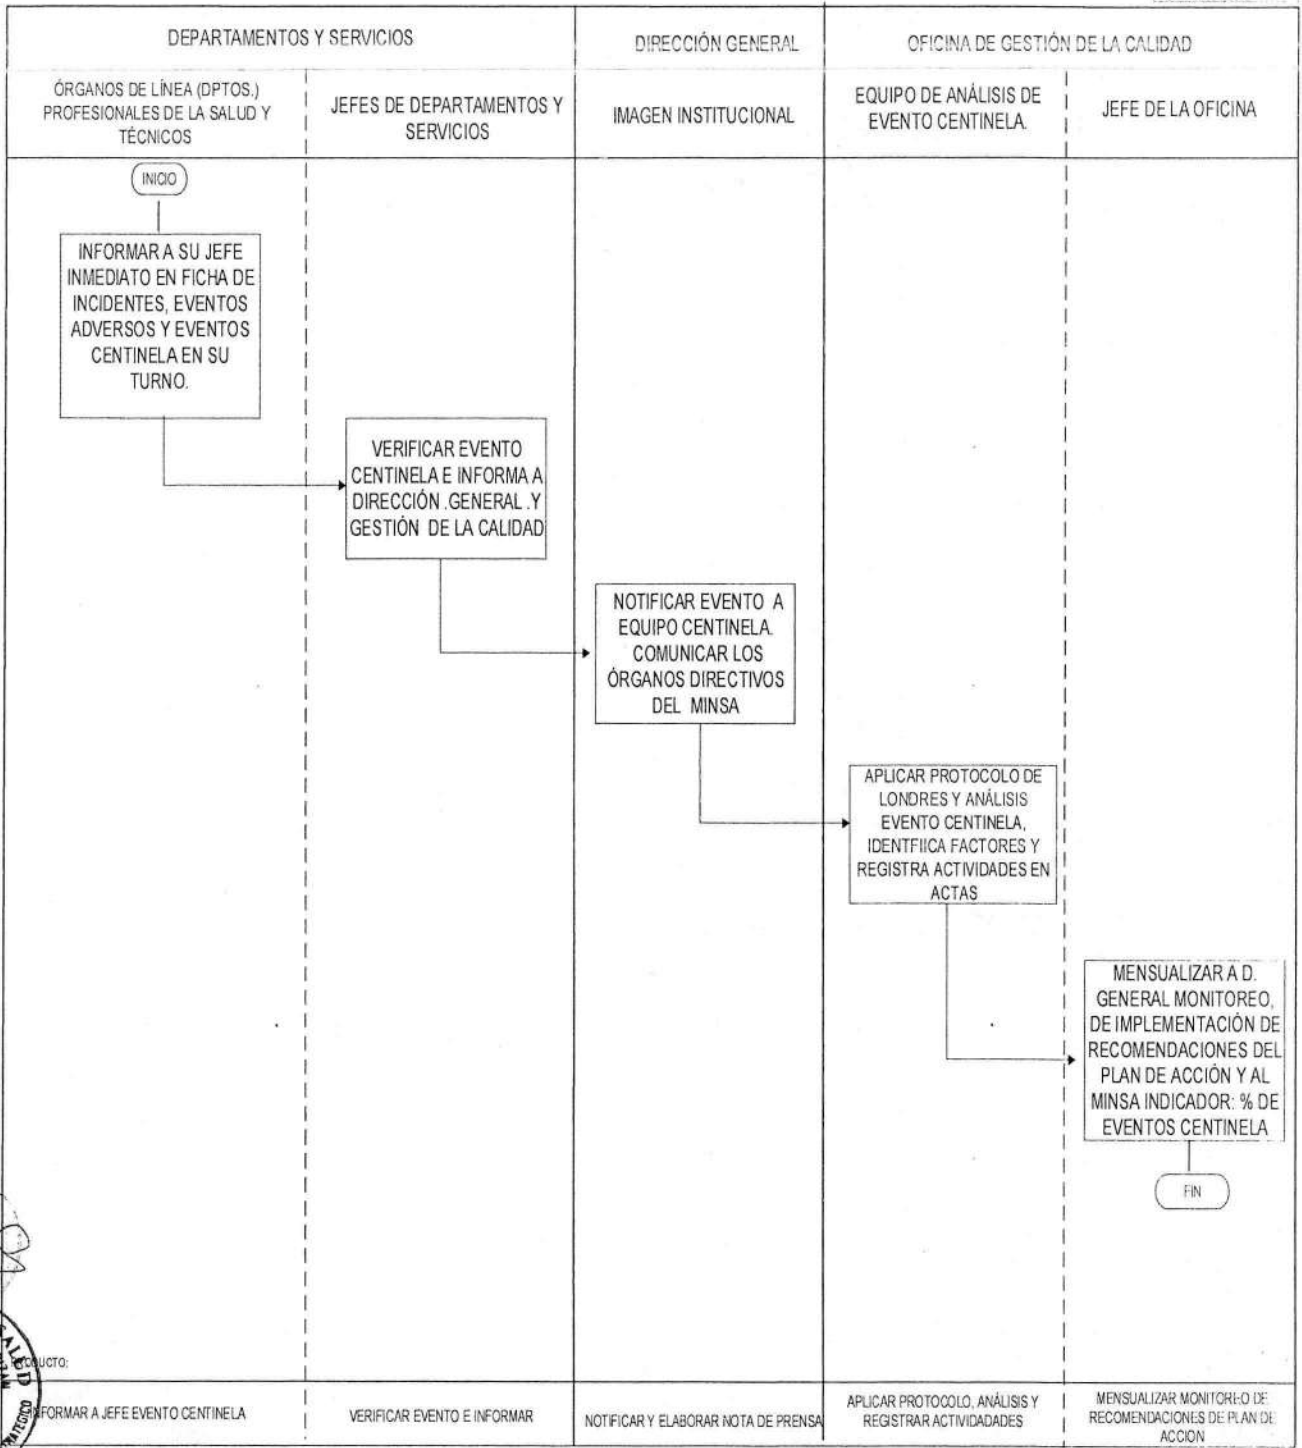 DEPARTAMENTOS Y SERVICIOS
DIRECCIÓN GENERAL
OFICINA DE GESTIÓN DE LA CALIDAD
ÓRGANOS DE LÍNEA (DPTOS.)
PROFESIONALES DE LA SALUD Y
TÉCNICOS
JEFES DE DEPARTAMENTOS Y
SERVICIOS
IMAGEN INSTITUCIONAL
EQUIPO DE ANÁLISIS DE
EVENTO CENTINELA.
JEFE DE LA OFICINA
INICIO
INFORMAR A SU JEFE
INMEDIATO EN FICHA DE
INCIDENTES, EVENTOS
ADVERSOS Y EVENTOS
CENTINELA EN SU
TURNO.
VERIFICAR EVENTO
CENTINELA E INFORMA A
DIRECCIÓN .GENERAL .Y
GESTIÓN DE LA CALIDAD
NOTIFICAR EVENTO A
EQUIPO CENTINELA.
COMUNICAR LOS
ÓRGANOS DIRECTIVOS
DEL MINSA
APLICAR PROTOCOLO DE
LONDRES Y ANÁLISIS
EVENTO CENTINELA,
IDENTFIICA FACTORES Y
REGISTRA ACTIVIDADES EN
ACTAS
MENSUALIZAR A D.
GENERAL MONITOREO,
DE IMPLEMENTACIÓN DE
RECOMENDACIONES DEL
PLAN DE ACCIÓN Y AL
MINSA INDICADOR: % DE
EVENTOS CENTINELA
FIN
SALUD
A JEFE EVENTO CENTINELA
VERIFICAR EVENTO E INFORMAR
NOTIFICAR Y ELABORAR NOTA DE PRENSA
APLICAR PROTOCOLO, ANÁLISIS Y
REGISTRAR ACTIVIDADADES
MENSUALIZAR MONITOREO DE
RECOMENDACIONES DE PLAN DE
ACCION